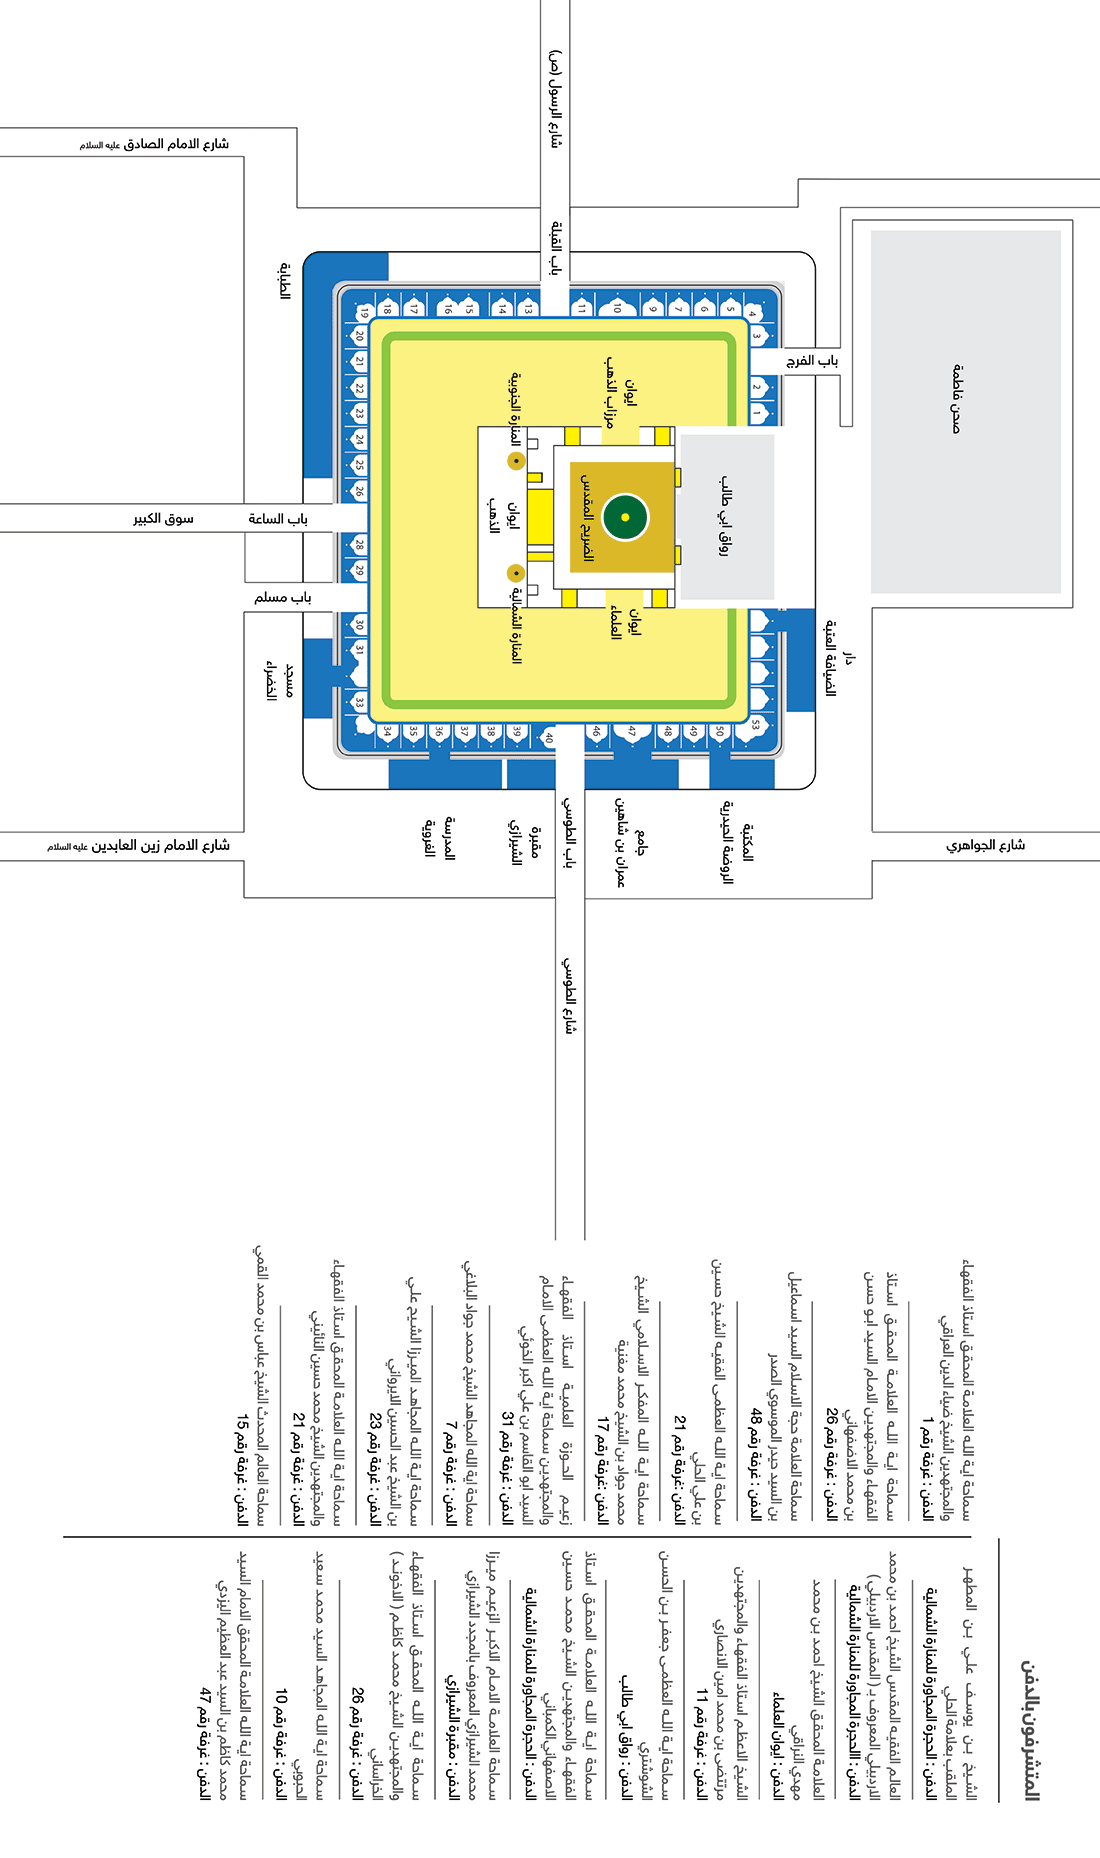 شارع الرسول (ص)
شارع الامام الصادق عليه السلام
باب القبلة
الطبابة
باب الفرج
صحن فاطمة
19
18
17
16
15
14
13
11
10
9
7
6
5
4
3
2
1
20
21
22
23
24
25
26
28
29
30
31
33
34
35
36
37
38
39
40
46
47
48
49
50
53
ايوان
مرزاب الذهب
المنارة الجنوبية
ايوان
الذهب
الضريح المقدس
رواق ابي طالب
المنارة الشمالية
ايوان
العلماء
سوق الكبير
باب الساعة
باب مسلم
مسجد
الخضراء
دار
الضيافة العتبة
المكتبة
الروضة الحيدرية
جامع
عمران بن شاهين
باب الطوسي
مقبرة
الشيرازي
المدرسة
الغروية
شارع الامام زين العابدين عليه السلام
شارع الجواهري
شارع الطوسي
المتشرفون بالدفن
الشيخ بن يوسف علي بن المطهر
الملقب بعلامة الحلي
الدفن : الحجرة المجاورة للمنارة الشمالية
العالم الفقيه المقدس الشيخ احمد بن محمد
الاردبيلي المعروف بـ ( المقدس الاردبيلي )
الدفن : الحجرة المجاورة للمنارة الشمالية
العلامة المحقق الشيخ احمد بن محمد
مهدي النراقي
الدفن : ايوان العلماء
الشيخ الاعظم استاذ الفقهاء والمجتهدين
مرتضى بن محمد امين الانصاري
الدفن : غرفة رقم 11
سماحة اية الله العظمى جعفر بن الحسن
الشوشتري
الدفن : رواق ابي طالب
سماحة اية الله العلامة المحقق استاذ
الفقهاء والمجتهدين الشيخ محمد حسين
الاصفهاني الكمباني
الدفن : الحجرة المجاورة للمنارة الشمالية
سماحة العلامة الامام الاكبر الزعيم ميرزا
محمد الشيرازي المعروف بالمجدد الشيرازي
الدفن : مقبرة الشيرازي
سماحة اية الله المحقق استاذ الفقهاء
والمجتهدين الشيخ محمد كاظم ( الاخوند )
الخراساني
الدفن : غرفة رقم 26
سماحة اية الله المجاهد السيد محمد سعيد
الحبوبي
الدفن : غرفة رقم 10
سماحة اية الله العلامة المحقق الامام السيد
محمد كاظم بن السيد عبد العظيم اليزدي
الدفن : غرفة رقم 47
سماحة اية الله العلامة المحقق استاذ الفقهاء
والمجتهدين الشيخ ضياء الدين العراقي
الدفن : غرفة رقم 1
سماحة اية الله العلامة المحقق استاذ
الفقهاء والمجتهدين الامام السيد ابو حسن
بن محمد الاصفهاني
الدفن : غرفة رقم 26
سماحة العلامة حجة الاسلام السيد اسماعيل
بن السيد حيدر الموسوي الصدر
الدفن : غرفة رقم 48
سماحة اية الله العظمى الفقيه الشيخ حسين
بن علي الحلي
الدفن :غرفة رقم 21
سماحة اية الله المفكر الاسلامي الشيخ
محمد جواد بن الشيخ محمد مغنية
الدفن :غرفة رقم 17
زعيم الحوزة العلمية استاذ الفقهاء
والمجتهدين سماحة اية الله العظمى الامام
السيد ابو القاسم بن علي اكبر الخوئي
الدفن : غرفة رقم 31
سماحة اية الله المجاهد الشيخ محمد جواد البلاغي
الدفن : غرفة رقم 7
سماحة اية الله المجاهد الميرزا الشيخ علي
بن الشيخ عبد الحسين الايرواني
الدفن : غرفة رقم 23
سماحة اية الله العلامة المحقق استاذ الفقهاء
والمجتهدين الشيخ محمد حسين النائيني
الدفن : غرفة رقم 21
سماحة العالم المحدث الشيخ عباس بن محمد القمي
الدفن : غرفة رقم 15